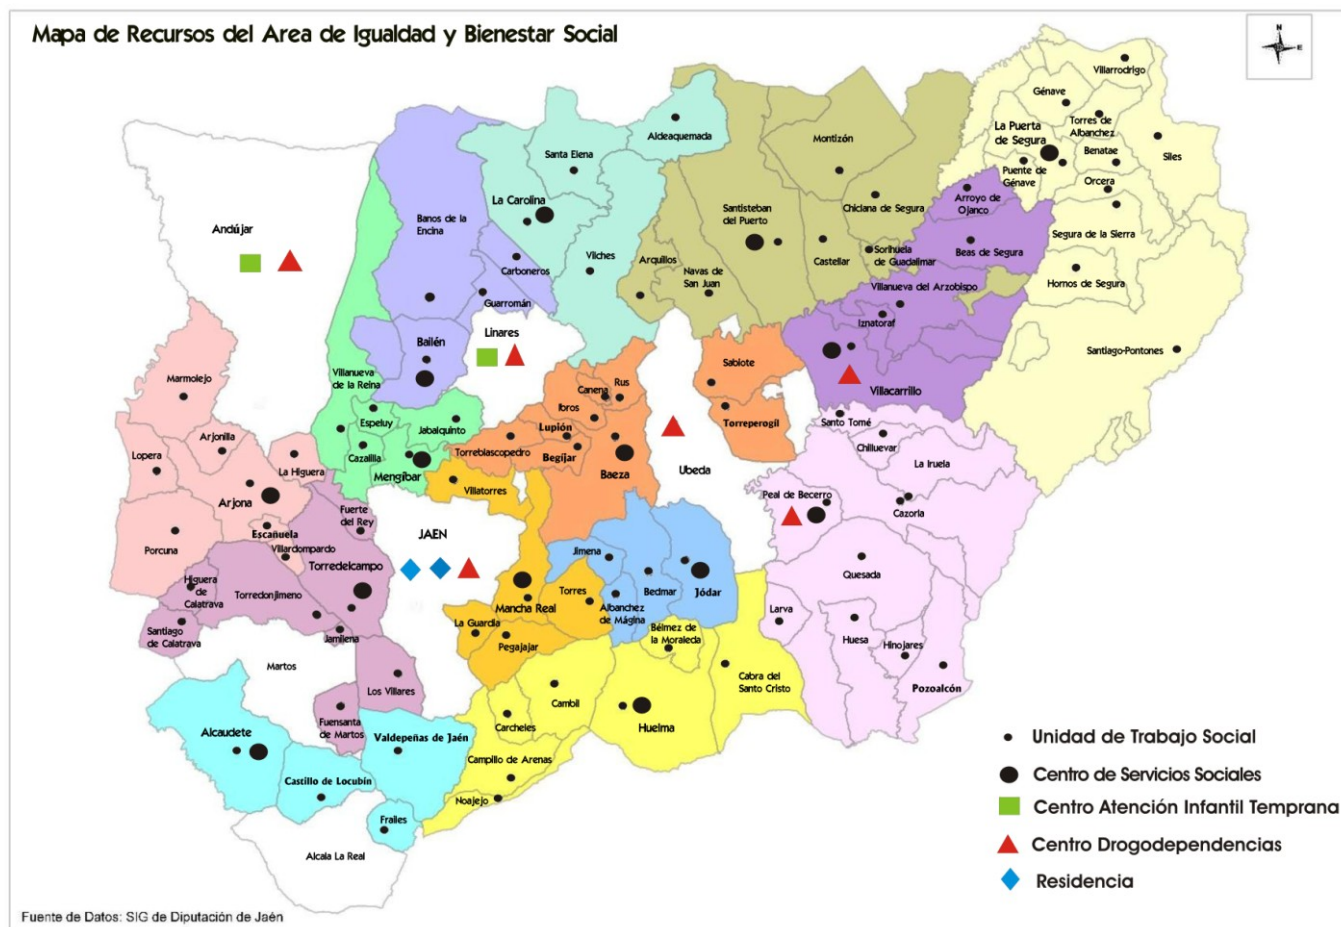 Mapa de Recursos del Area de Igualdad y Bienestar Social
N
E
Villarrodrigo
Génave
Torres de
Albanchez
La Puerta
de Segura
Siles
Benatae
Puente de
Génave
Orcera
Segura de la Sierra
Hornos de Segura
Santiago-Pontones
Aldeaquemada
Montizón
Santa Elena
La Carolina
Vilches
Santisteban
del Puerto
Chiclana de Segura
Arroyo de
Ojanco
Beas de Segura
Sorihuela
de Guadalimar
Castellar
Arquillos
Navas de
San Juan
Villanueva del Arzobispo
Iznatoraf
Villacarrillo
Andújar
Banos de la
Encina
Carboneros
Guarromán
Linares
Bailén
Villanueva
de la Reina
Espeluy
Jabalquinto
Cazalilla
Mengíbar
Marmolejo
Arjonilla
Lopera
La Higuera
Arjona
Escañuela
Porcuna
Villardompardo
Sabiote
Torreperogil
Rus
Canena
Ibros
Lupión
Torreblascopedro
Begíjar
Baeza
Ubeda
Santo Tomé
Chilluevar
La Iruela
Cazorla
Peal de Becerro
Quesada
Larva
Huesa
Hinojares
Pozoalcón
Villatorres
Fuerte
del Rey
JAEN
Torredelcampo
Higuera
de
Calatrava
Torredonjimeno
Santiago
de Calatrava
Jamilena
Martos
Los Villares
Fuensanta
de Martos
Jimena
Bedmar
Jódar
Albanchez
de Mágina
Mancha Real
Torres
La Guardia
Pegajajar
Bélmez de
la Moraleda
Cabra del
Santo Cristo
Cambil
Huelma
Carcheles
Campillo de Arenas
Noajejo
Alcaudete
Valdepeñas de Jaén
Castillo de Locubín
Frailes
Alcala La Real
Unidad de Trabajo Social
Centro de Servicios Sociales
Centro Atención Infantil Temprana
Centro Drogodependencias
Residencia
Fuente de Datos: SIG de Diputación de Jaén